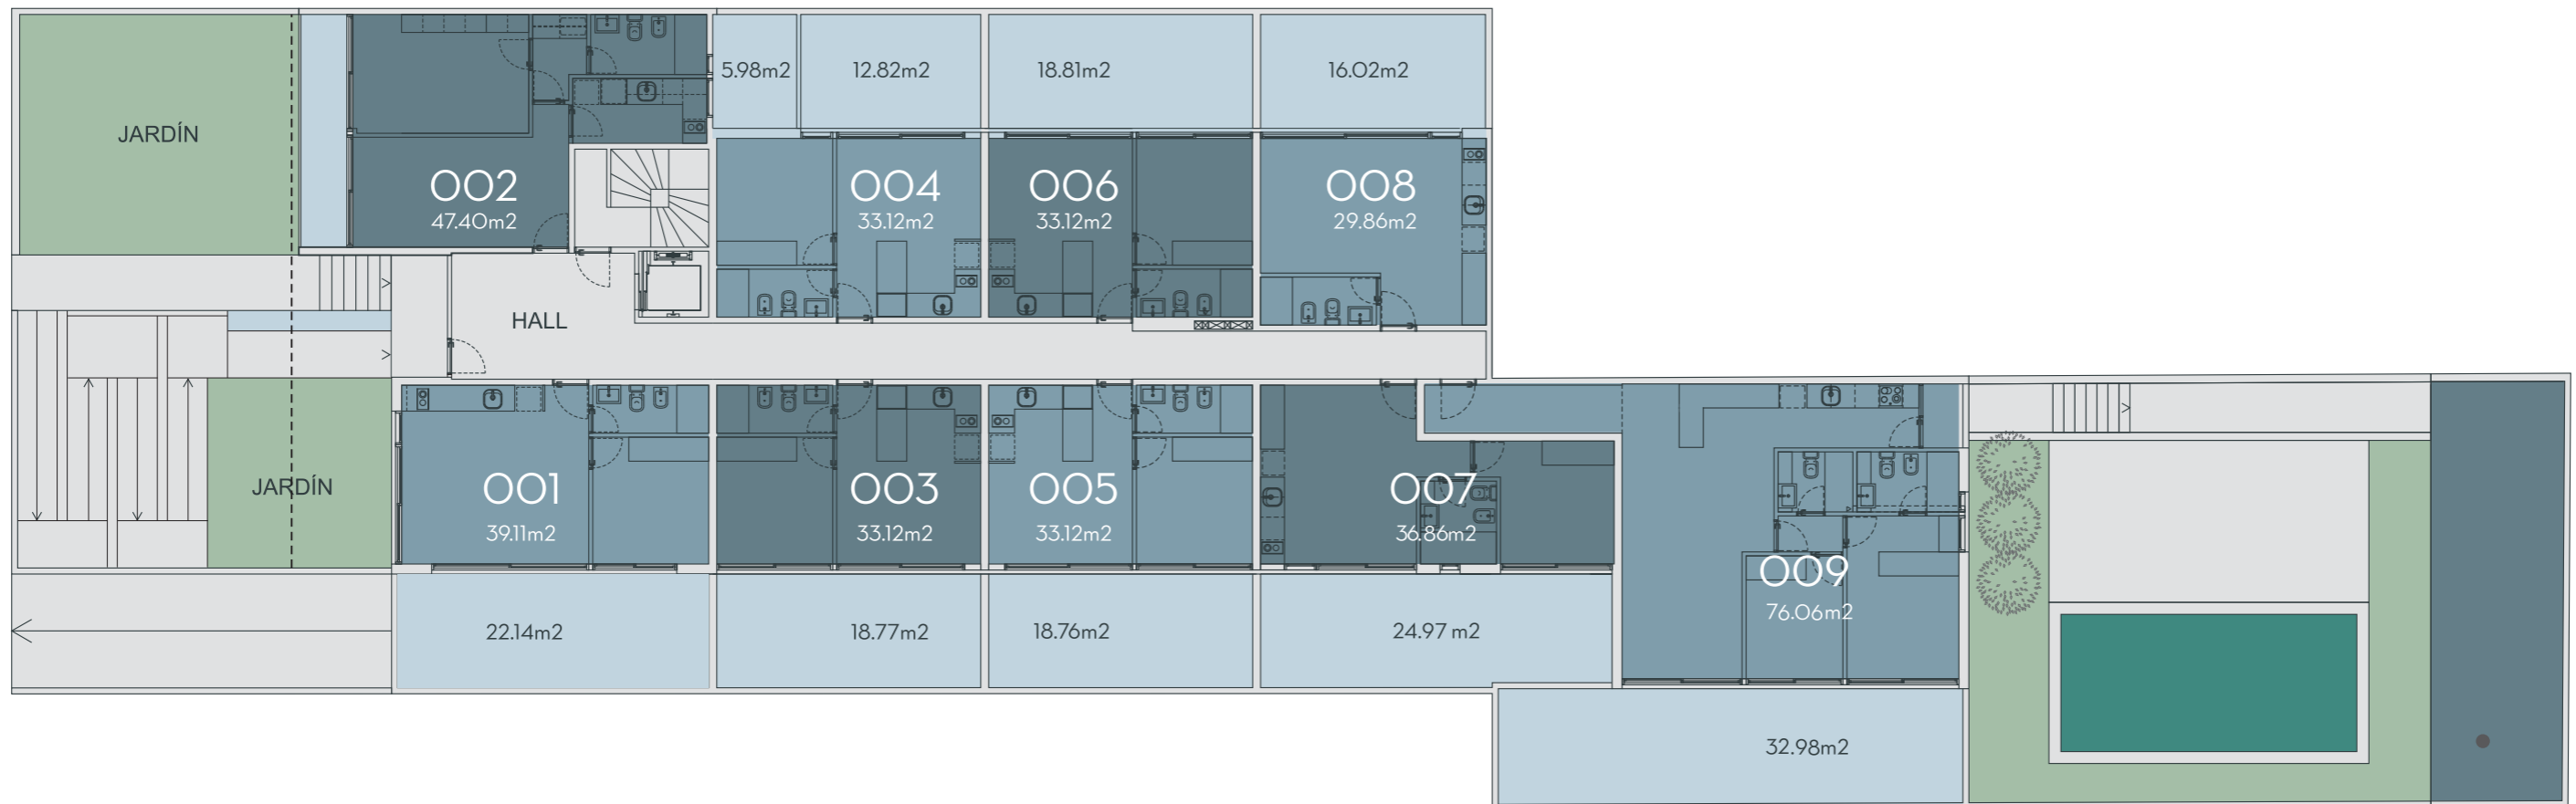 5.98m2
12.82m2
18.81m2
16.02m2
JARDÍN
002
47.40m2
004
33.12m2
006
33.12m2
008
29.86m2
HALL
JARDÍN
001
39.11m2
003
33.12m2
005
33.12m2
007
36.86m2
009
76.06m2
22.14m2
18.77m2
18.76m2
24.97 m2
32.98m2